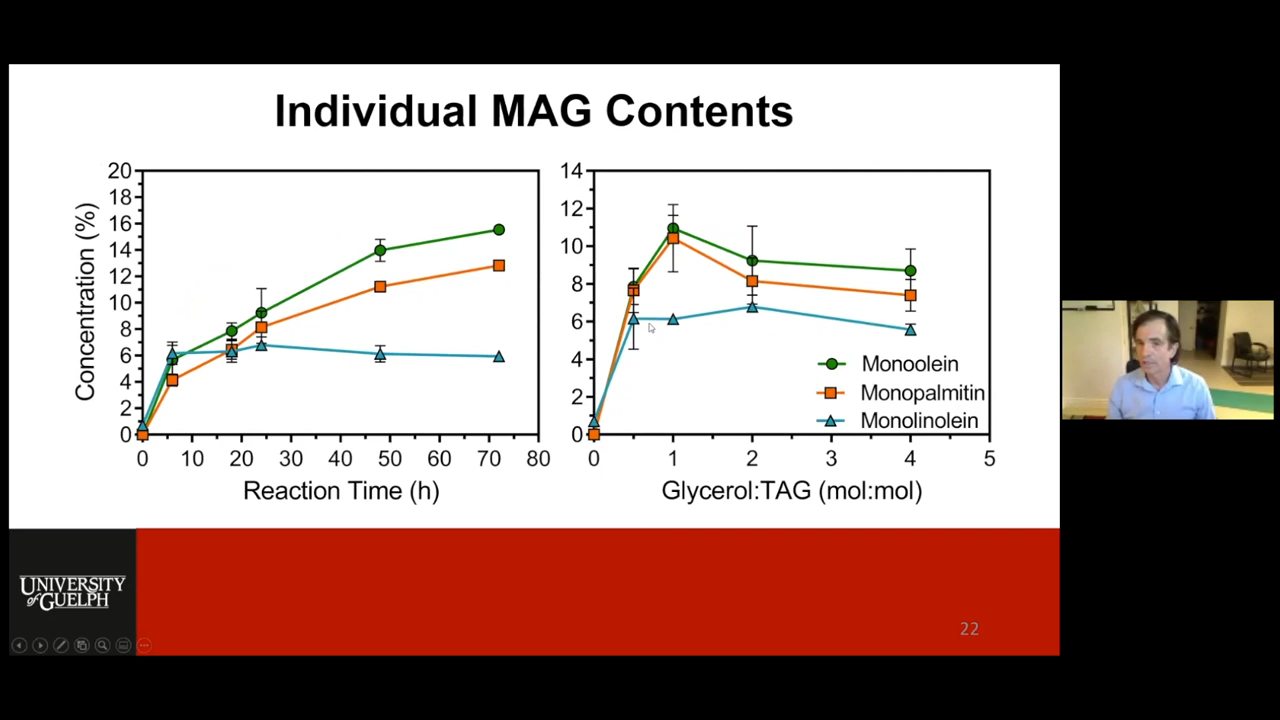 Individual MAG Contents
20
18
16
14
12
10
8
6
4
2
0
Concentration (%)
0 10 20 30 40 50 60 70 80
Reaction Time (h)
14
12
10
8
6
4
2
0
0 1 2 3 4 5
Glycerol:TAG (mol:mol)
Monoolein
Monopalmitin
Monolinolein
UNIVERSITY
of GUELPH
22